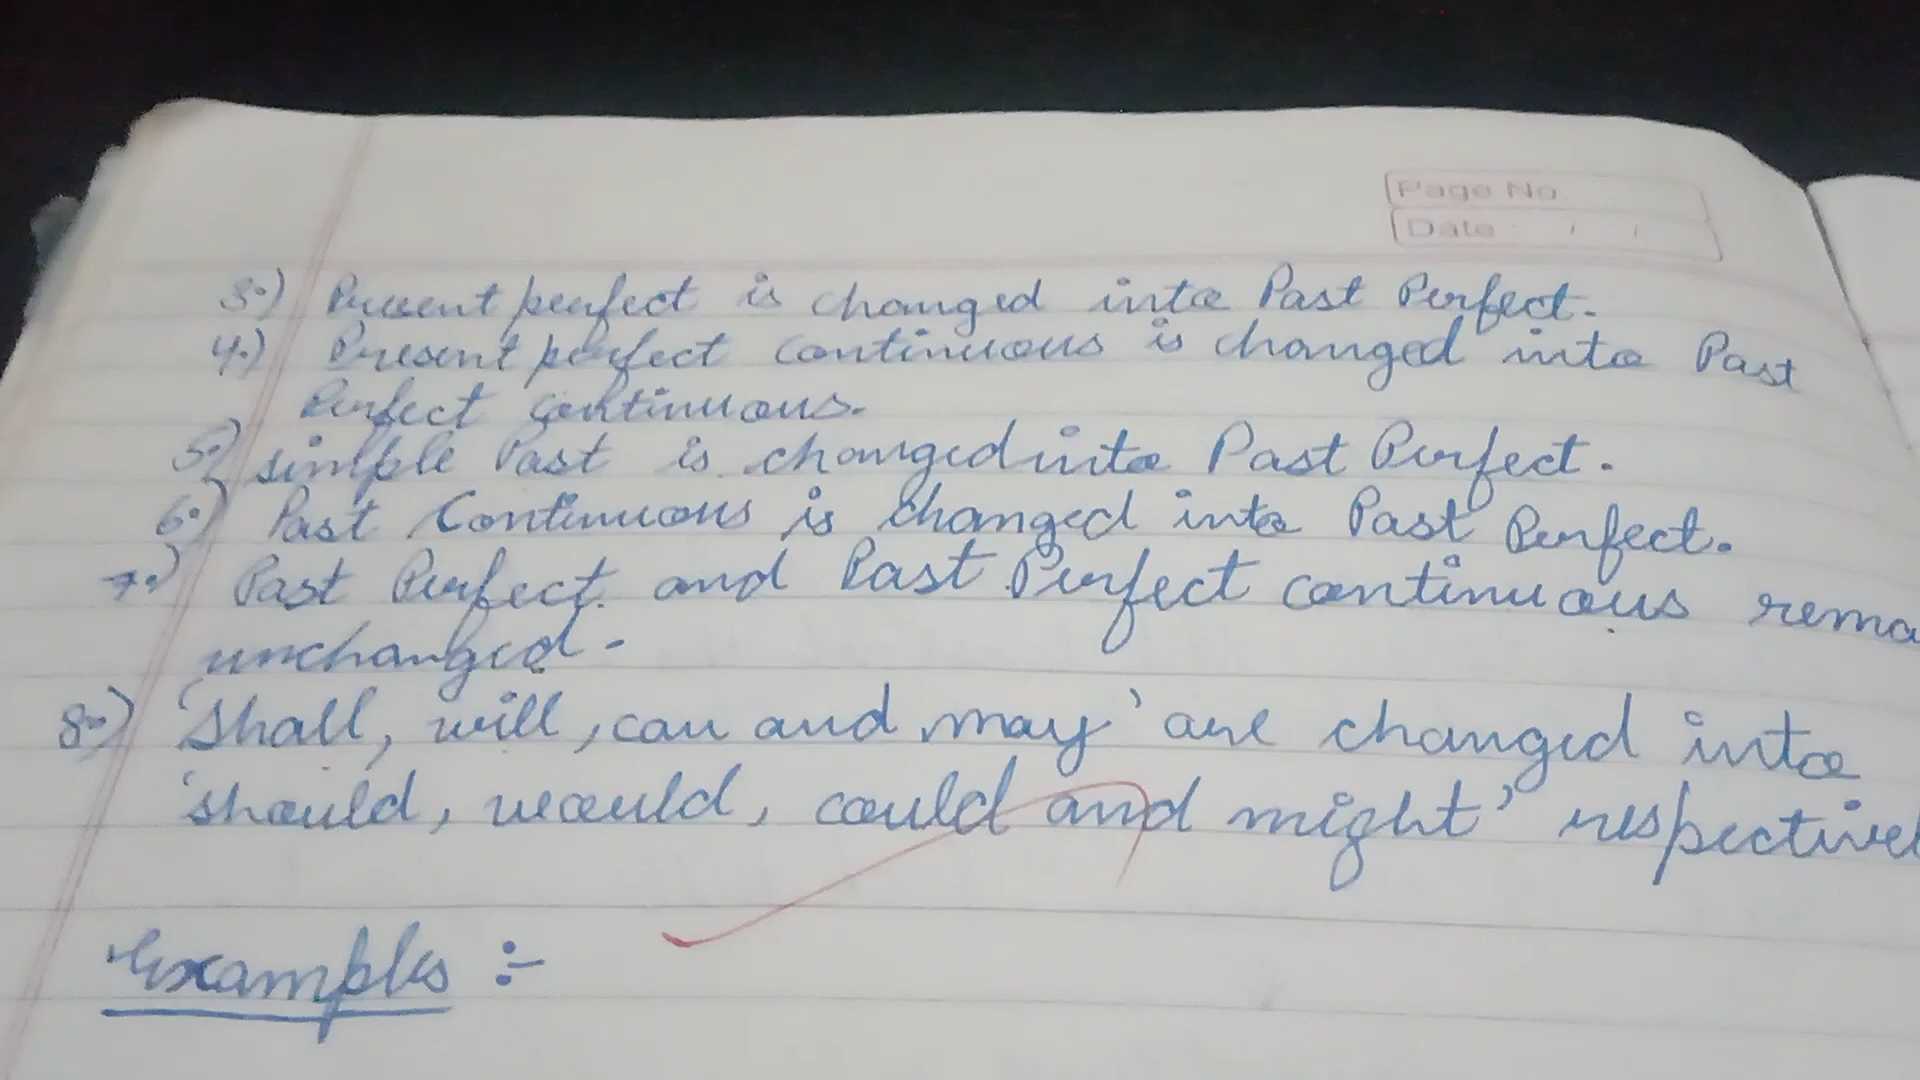 Page No
Date / /
3.) Present perfect is changed into Past Perfect.
4.) Present perfect continuous is changed into Past
Perfect continuous.
5.) simple Past is changed into Past Perfect.
6.) Past Continuous is changed into Past Perfect.
7.) Past Perfect and Past Perfect continuous rema
unchanged.
8.) 'Shall, will, can and may' are changed into
'should, would, could and might' respectivel
Examples :-